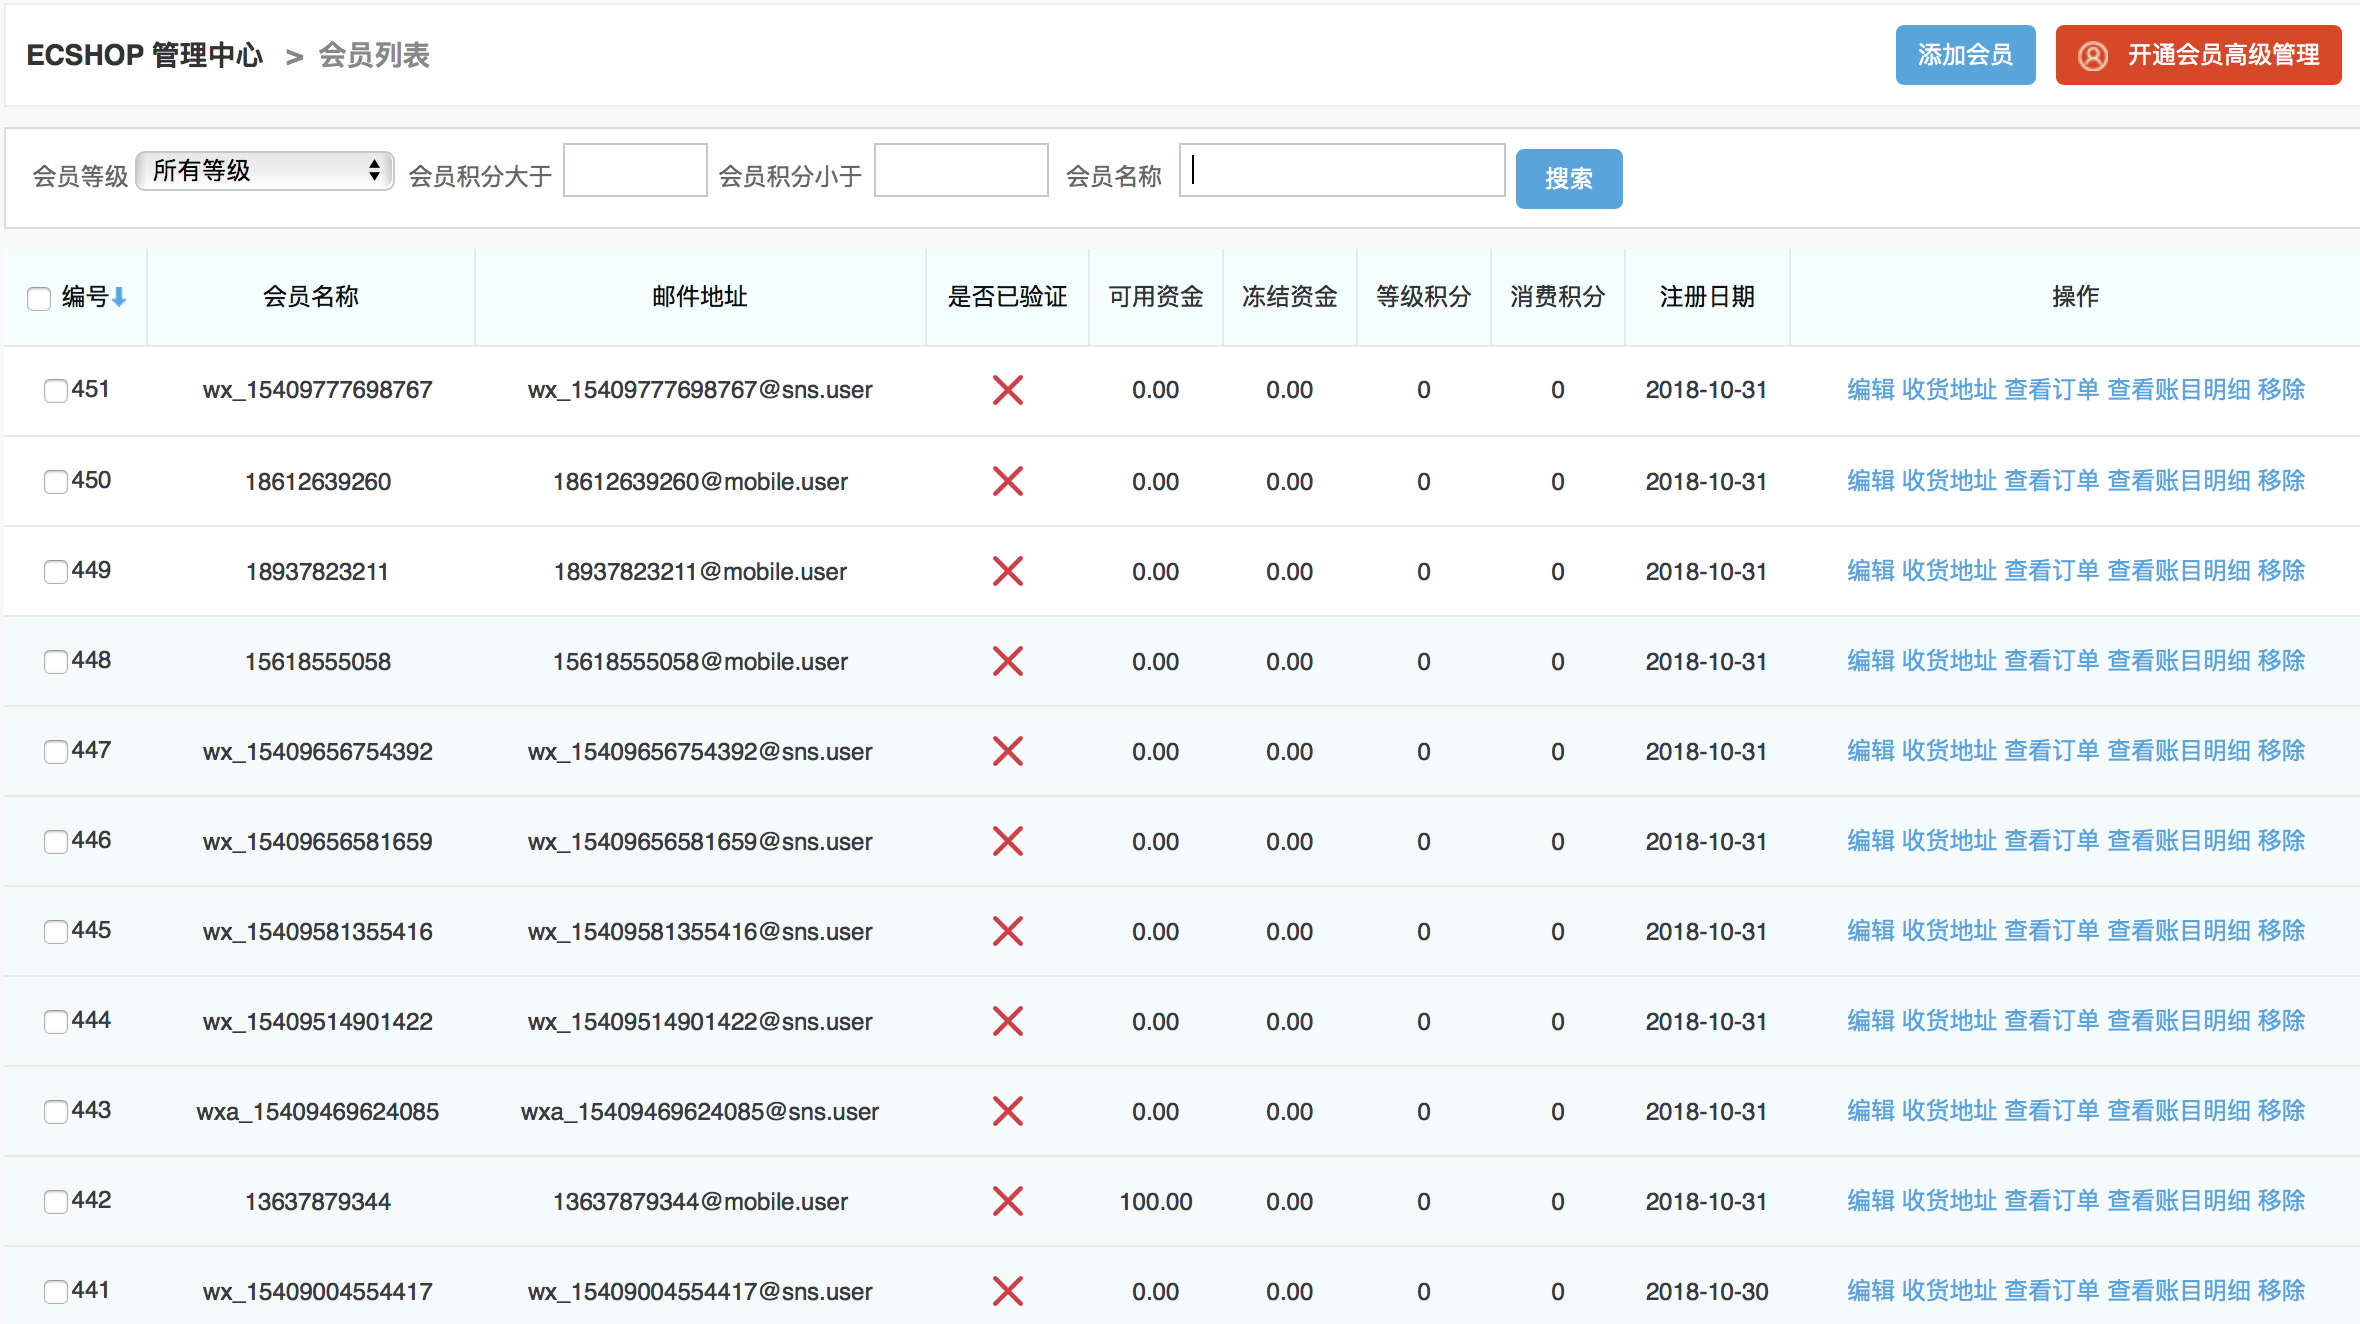 ECSHOP 管理中心 > 会员列表 添加会员 开通会员高级管理
会员等级 所有等级 会员积分大于 会员积分小于 会员名称 搜索
编号 会员名称 邮件地址 是否已验证 可用资金 冻结资金 等级积分 消费积分 注册日期 操作
451 wx_15409777698767 wx_15409777698767@sns.user 0.00 0.00 0 0 2018-10-31 编辑 收货地址 查看订单 查看账目明细 移除
450 18612639260 18612639260@mobile.user 0.00 0.00 0 0 2018-10-31 编辑 收货地址 查看订单 查看账目明细 移除
449 18937823211 18937823211@mobile.user 0.00 0.00 0 0 2018-10-31 编辑 收货地址 查看订单 查看账目明细 移除
448 15618555058 15618555058@mobile.user 0.00 0.00 0 0 2018-10-31 编辑 收货地址 查看订单 查看账目明细 移除
447 wx_15409656754392 wx_15409656754392@sns.user 0.00 0.00 0 0 2018-10-31 编辑 收货地址 查看订单 查看账目明细 移除
446 wx_15409656581659 wx_15409656581659@sns.user 0.00 0.00 0 0 2018-10-31 编辑 收货地址 查看订单 查看账目明细 移除
445 wx_15409581355416 wx_15409581355416@sns.user 0.00 0.00 0 0 2018-10-31 编辑 收货地址 查看订单 查看账目明细 移除
444 wx_15409514901422 wx_15409514901422@sns.user 0.00 0.00 0 0 2018-10-31 编辑 收货地址 查看订单 查看账目明细 移除
443 wxa_15409469624085 wxa_15409469624085@sns.user 0.00 0.00 0 0 2018-10-31 编辑 收货地址 查看订单 查看账目明细 移除
442 13637879344 13637879344@mobile.user 100.00 0.00 0 0 2018-10-31 编辑 收货地址 查看订单 查看账目明细 移除
441 wx_15409004554417 wx_15409004554417@sns.user 0.00 0.00 0 0 2018-10-30 编辑 收货地址 查看订单 查看账目明细 移除